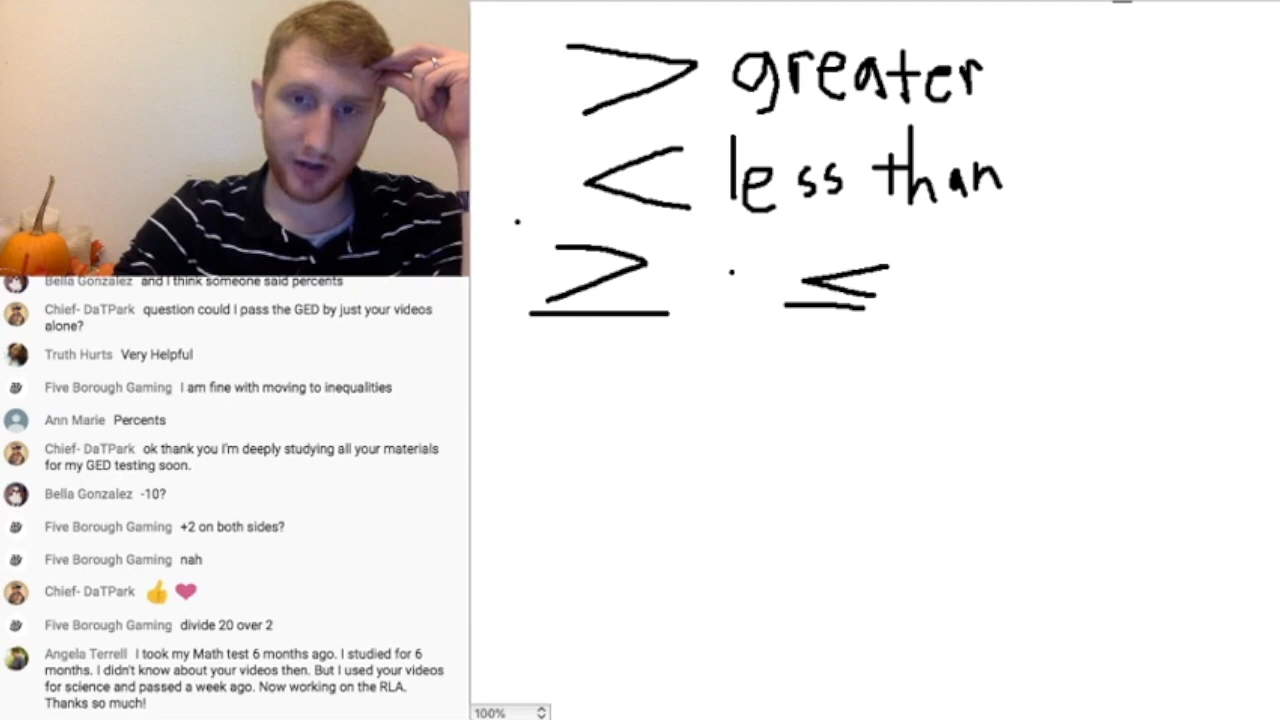 > greater
< less than
≥ ≤
Bella Gonzalez and I think someone said percents
Chief- DaTPark question could I pass the GED by just your videos
alone?
Truth Hurts Very Helpful
Five Borough Gaming I am fine with moving to inequalities
Ann Marie Percents
Chief- DaTPark ok thank you I'm deeply studying all your materials
for my GED testing soon.
Bella Gonzalez -10?
Five Borough Gaming +2 on both sides?
Five Borough Gaming nah
Chief- DaTPark 👍 ❤
Five Borough Gaming divide 20 over 2
Angela Terrell I took my Math test 6 months ago. I studied for 6
months. I didn't know about your videos then. But I used your videos
for science and passed a week ago. Now working on the RLA.
Thanks so much!
100%